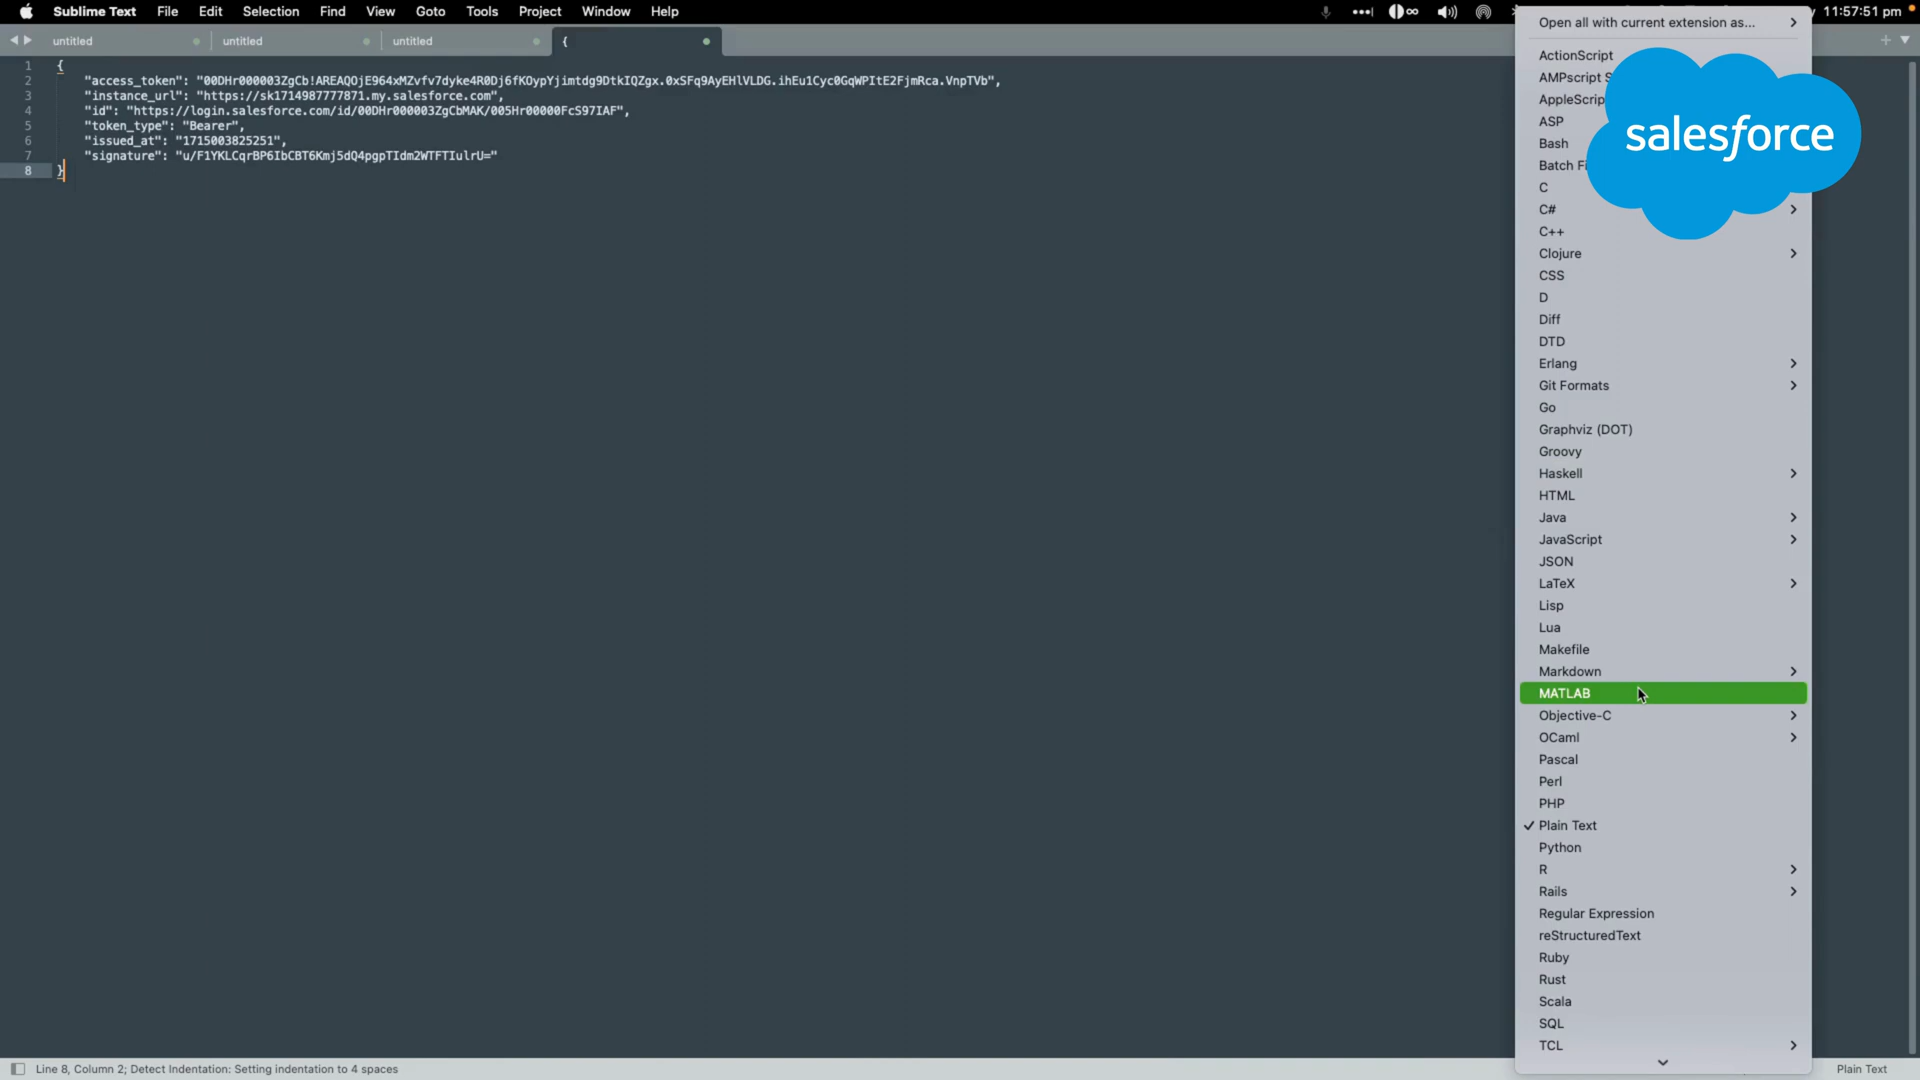 Sublime Text File Edit Selection Find View Goto Tools Project Window Help
11:57:51 pm
untitled untitled untitled {
1 {
2 "access_token": "00DHr000003ZgCb!AREAQOjE964xMZvfv7dyke4R0Dj6fKOypYjimtdg9DtkIQZgx.0xSFq9AyEHlVLDG.ihEu1Cyc0GqWPItE2FjmRca.VnpTVb",
3 "instance_url": "https://sk1714987777871.my.salesforce.com",
4 "id": "https://login.salesforce.com/id/00DHr000003ZgCbMAK/005Hr00000FcS97IAF",
5 "token_type": "Bearer",
6 "issued_at": "1715003825251",
7 "signature": "u/F1YKLCqrBP6IbCBT6Kmj5dQ4pgpTIdm2WTFTIulrU="
8 }
Open all with current extension as...
ActionScript
AMPscript S
AppleScrip
ASP
Bash
Batch Fi
C
C#
C++
Clojure
CSS
D
Diff
DTD
Erlang
Git Formats
Go
Graphviz (DOT)
Groovy
Haskell
HTML
Java
JavaScript
JSON
LaTeX
Lisp
Lua
Makefile
Markdown
MATLAB
Objective-C
OCaml
Pascal
Perl
PHP
Plain Text
Python
R
Rails
Regular Expression
reStructuredText
Ruby
Rust
Scala
SQL
TCL
salesforce
Line 8, Column 2; Detect Indentation: Setting indentation to 4 spaces
Plain Text